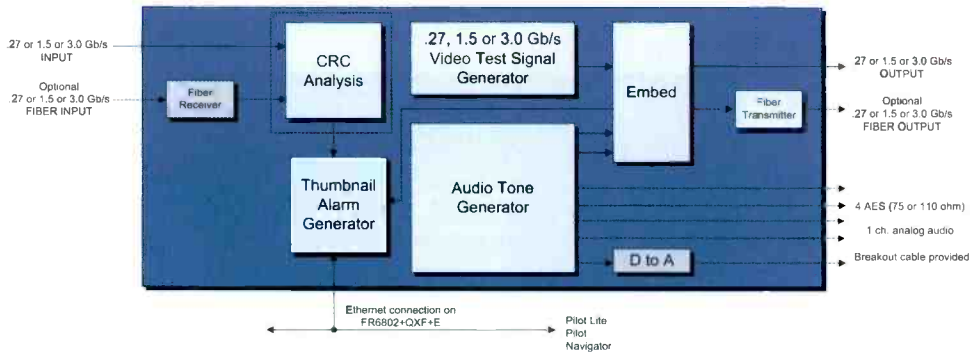 .27 or 1.5 or 3.0 Gb/s
INPUT
Optional
.27 or 1.5 or 3.0 Gb/s
FIBER INPUT
Fiber
Receiver
CRC
Analysis
.27, 1.5 or 3.0 Gb/s
Video Test Signal
Generator
Embed
Thumbnail
Alarm
Generator
Audio Tone
Generator
Fiber
Transmitter
27 or 1.5 or 3.0 Gb/s
OUTPUT
Optional
.27 or 1.5 or 3.0 Gb/s
FIBER OUTPUT
4 AES (75 or 110 ohm)
1 ch. analog audio
D to A
Breakout cable provided
Ethernet connection on
FR6802+QXF+E
Pilot Lite
Pilot
Navigator